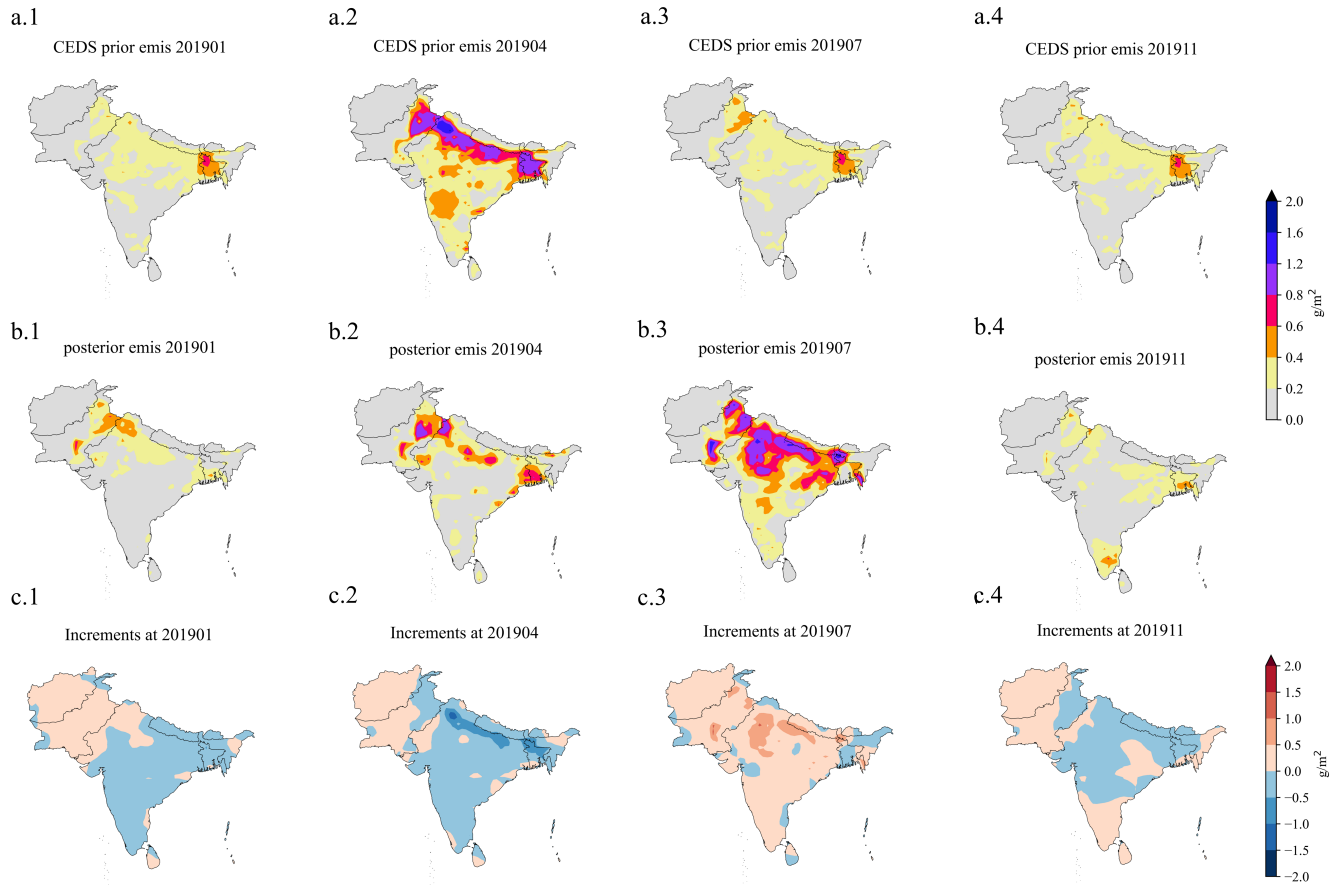 a.1
a.2
a.3
a.4
CEDS prior emis 201901
CEDS prior emis 201904
CEDS prior emis 201907
CEDS prior emis 201911
2.0
1.6
1.2
0.8
0.6
0.4
0.2
0.0
g/m²
b.1
b.2
b.3
b.4
posterior emis 201901
posterior emis 201904
posterior emis 201907
posterior emis 201911
c.1
c.2
c.3
c.4
Increments at 201901
Increments at 201904
Increments at 201907
Increments at 201911
2.0
1.5
1.0
0.5
0.0
−0.5
−1.0
−1.5
−2.0
g/m²